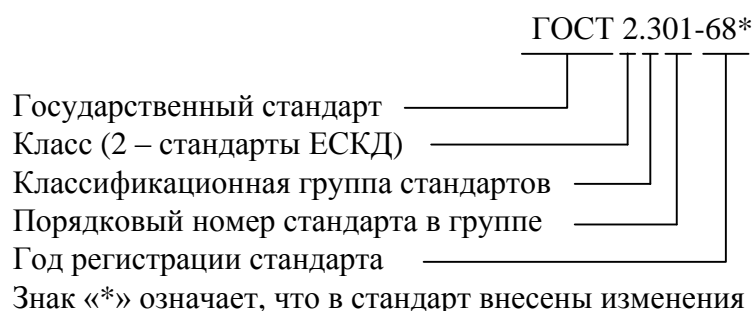 ГОСТ 2.301-68*
Государственный стандарт
Класс (2 – стандарты ЕСКД)
Классификационная группа стандартов
Порядковый номер стандарта в группе
Год регистрации стандарта
Знак «*» означает, что в стандарт внесены изменения